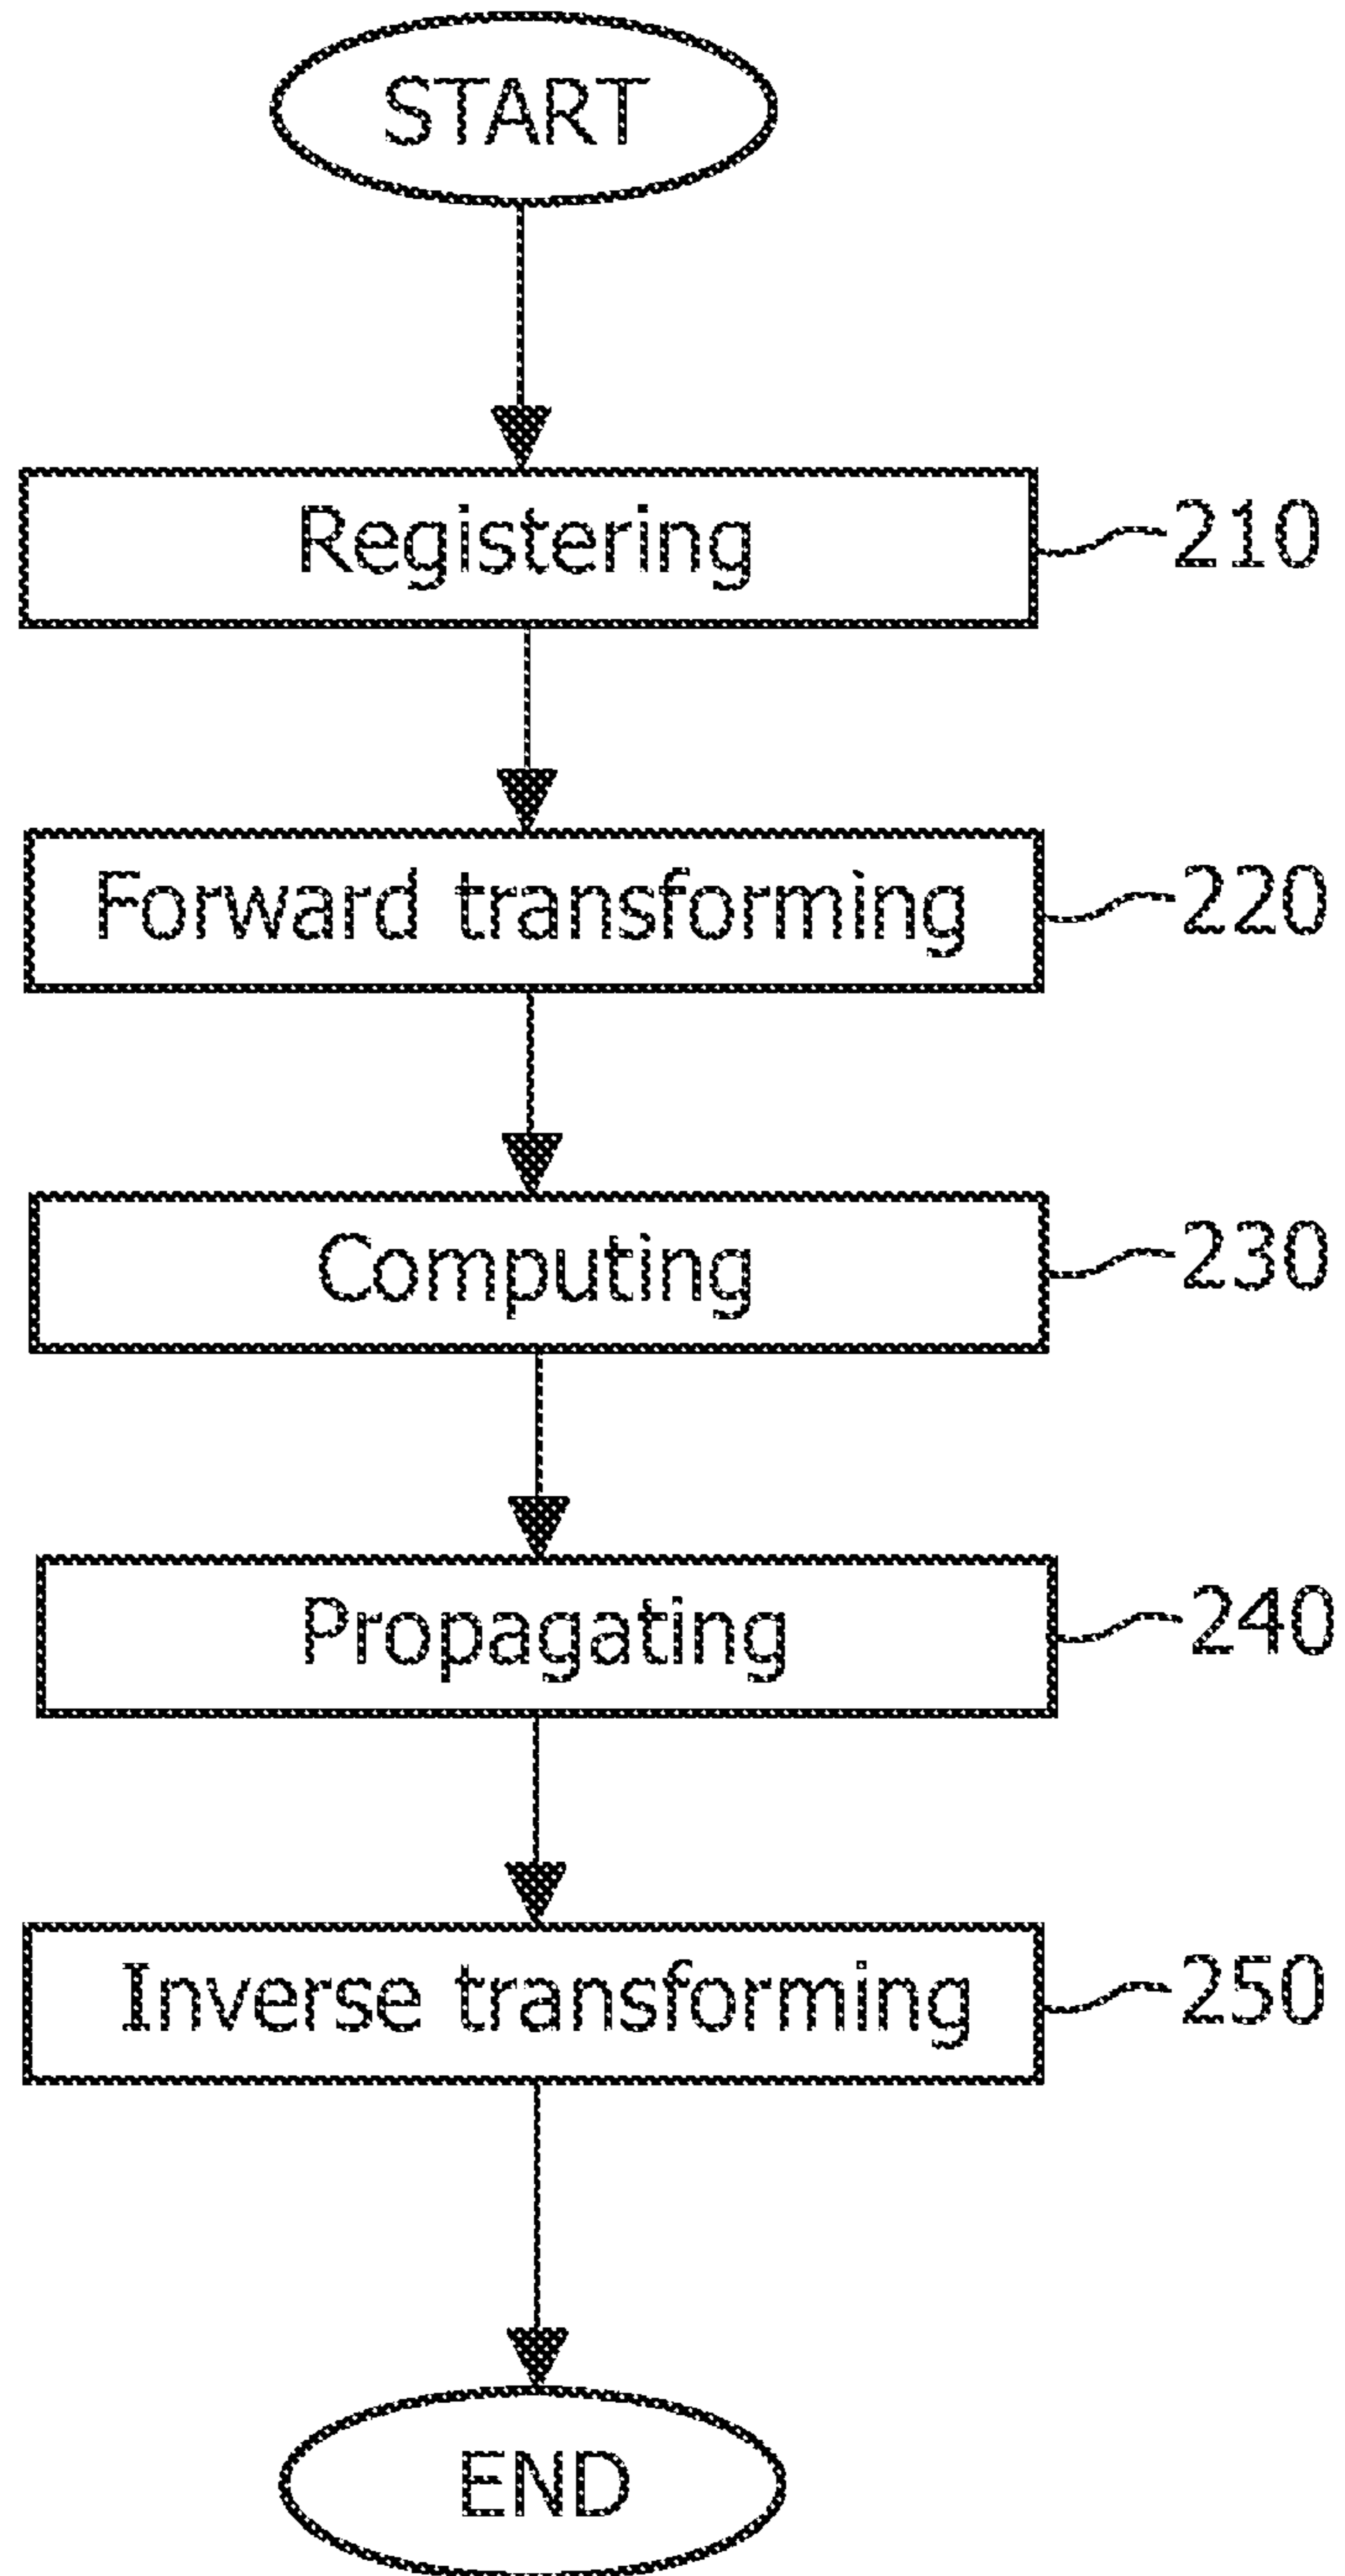 START
Registering 210
Forward transforming 220
Computing 230
Propagating 240
Inverse transforming 250
END